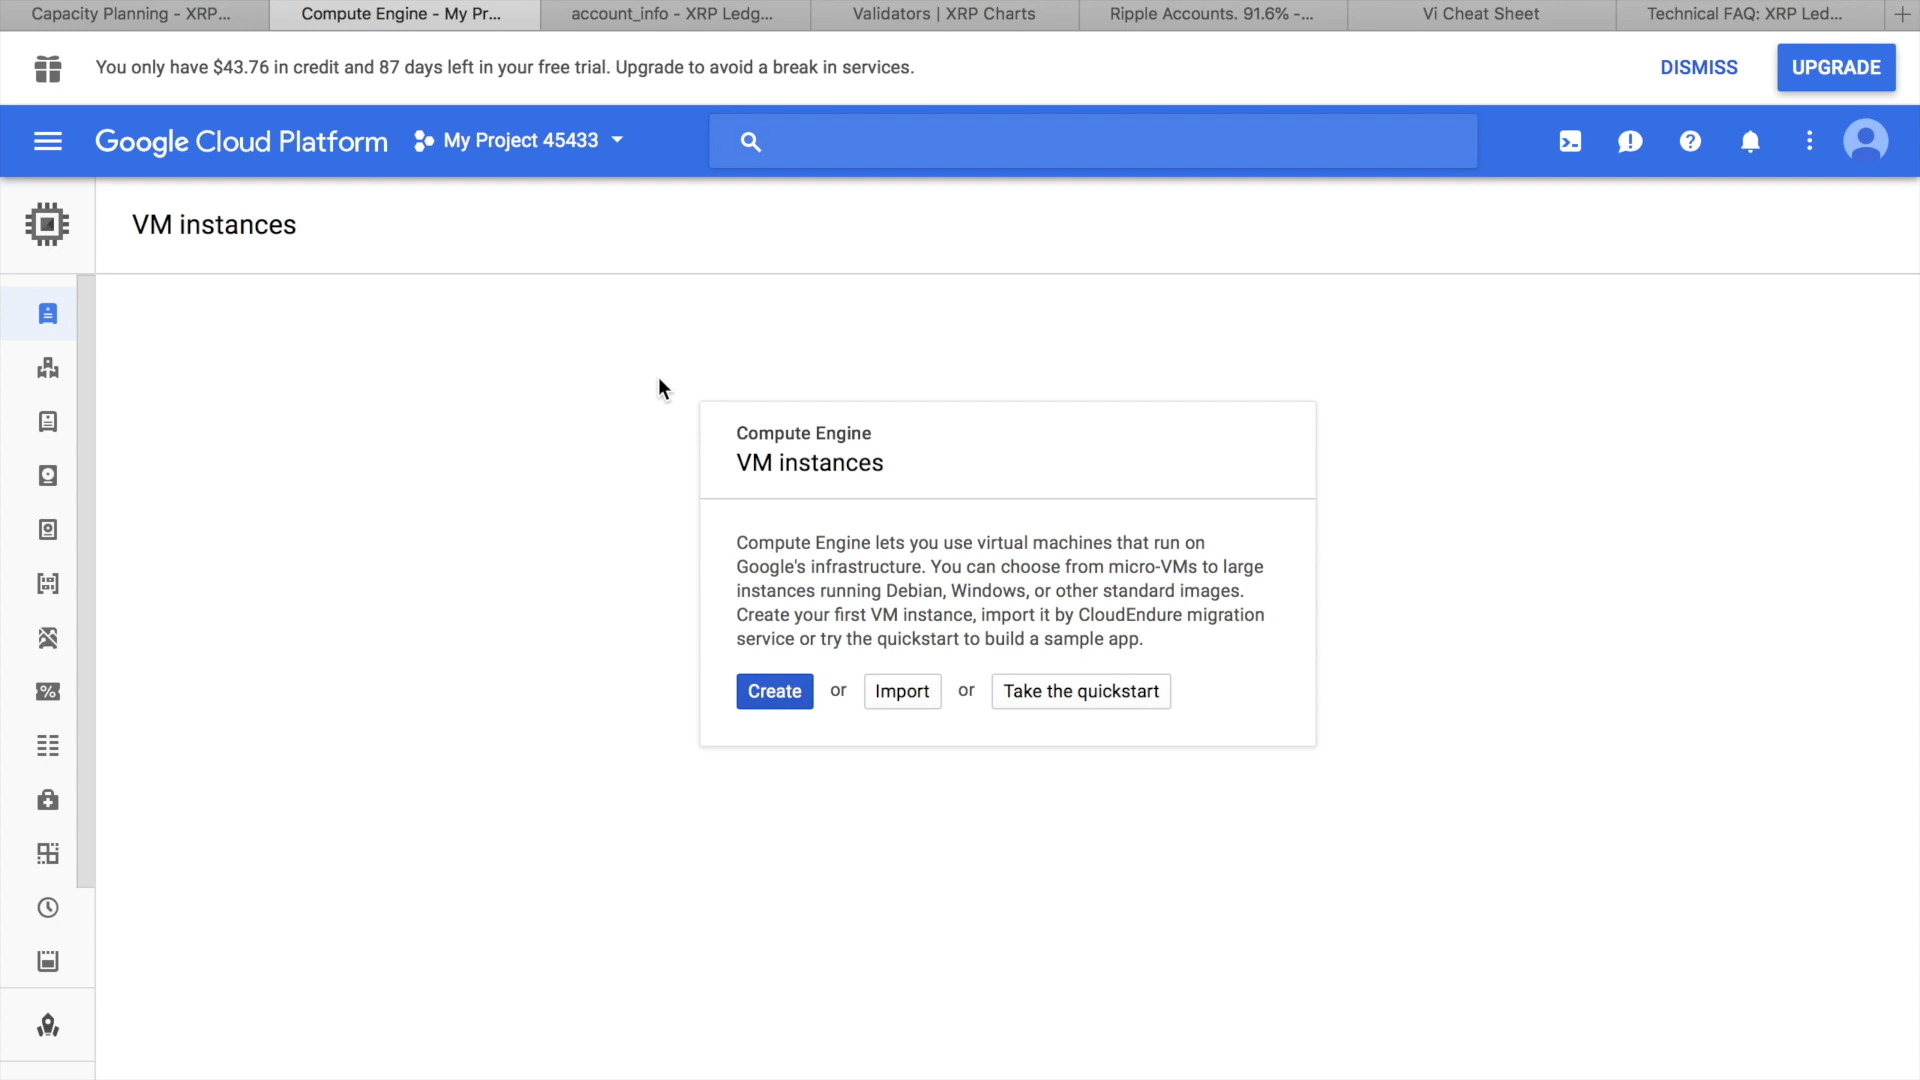 Capacity Planning - XRP...
Compute Engine - My Pr...
account_info - XRP Ledg...
Validators | XRP Charts
Ripple Accounts. 91.6% -...
Vi Cheat Sheet
Technical FAQ: XRP Led...
You only have $43.76 in credit and 87 days left in your free trial. Upgrade to avoid a break in services.
DISMISS
UPGRADE
Google Cloud Platform
My Project 45433
VM instances
Compute Engine
VM instances
Compute Engine lets you use virtual machines that run on
Google's infrastructure. You can choose from micro-VMs to large
instances running Debian, Windows, or other standard images.
Create your first VM instance, import it by CloudEndure migration
service or try the quickstart to build a sample app.
Create or Import or Take the quickstart